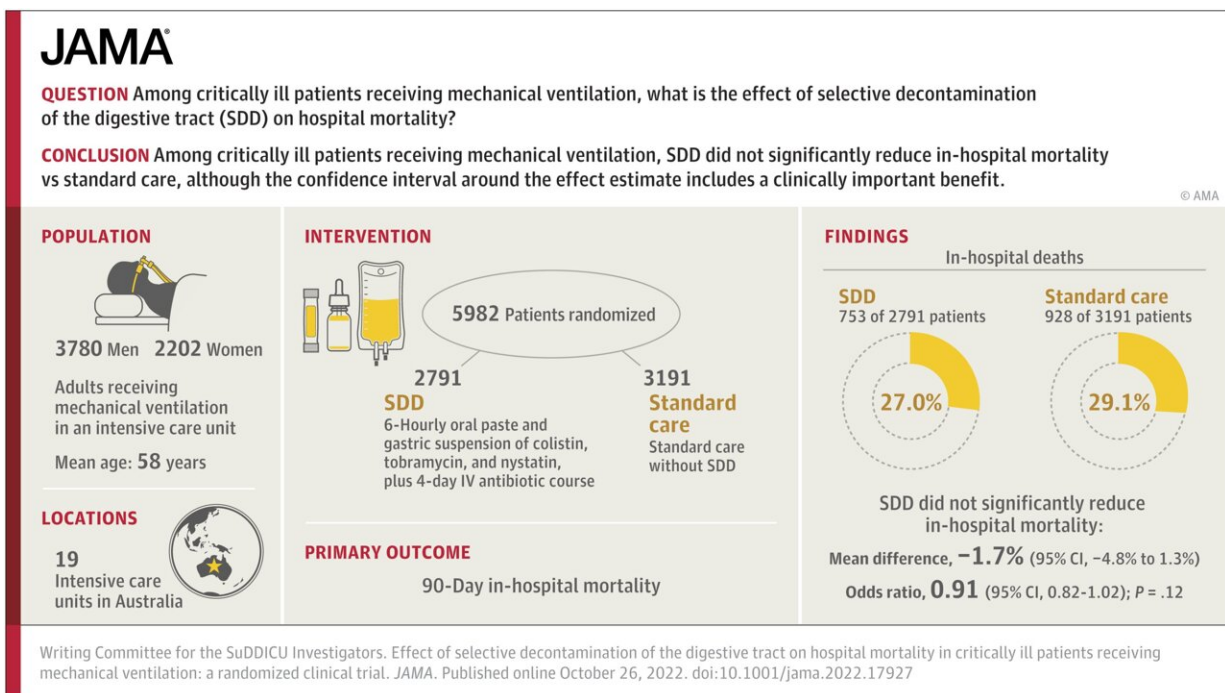 JAMA®
QUESTION Among critically ill patients receiving mechanical ventilation, what is the effect of selective decontamination
of the digestive tract (SDD) on hospital mortality?
CONCLUSION Among critically ill patients receiving mechanical ventilation, SDD did not significantly reduce in-hospital mortality
vs standard care, although the confidence interval around the effect estimate includes a clinically important benefit.
© AMA
POPULATION
3780 Men 2202 Women
Adults receiving
mechanical ventilation
in an intensive care unit
Mean age: 58 years
LOCATIONS
19
Intensive care
units in Australia
INTERVENTION
5982 Patients randomized
2791
SDD
6-Hourly oral paste and
gastric suspension of colistin,
tobramycin, and nystatin,
plus 4-day IV antibiotic course
3191
Standard
care
Standard care
without SDD
PRIMARY OUTCOME
90-Day in-hospital mortality
FINDINGS
In-hospital deaths
SDD
753 of 2791 patients
27.0%
Standard care
928 of 3191 patients
29.1%
SDD did not significantly reduce
in-hospital mortality:
Mean difference, −1.7% (95% CI, −4.8% to 1.3%)
Odds ratio, 0.91 (95% CI, 0.82-1.02); P = .12
Writing Committee for the SuDDICU Investigators. Effect of selective decontamination of the digestive tract on hospital mortality in critically ill patients receiving
mechanical ventilation: a randomized clinical trial. JAMA. Published online October 26, 2022. doi:10.1001/jama.2022.17927